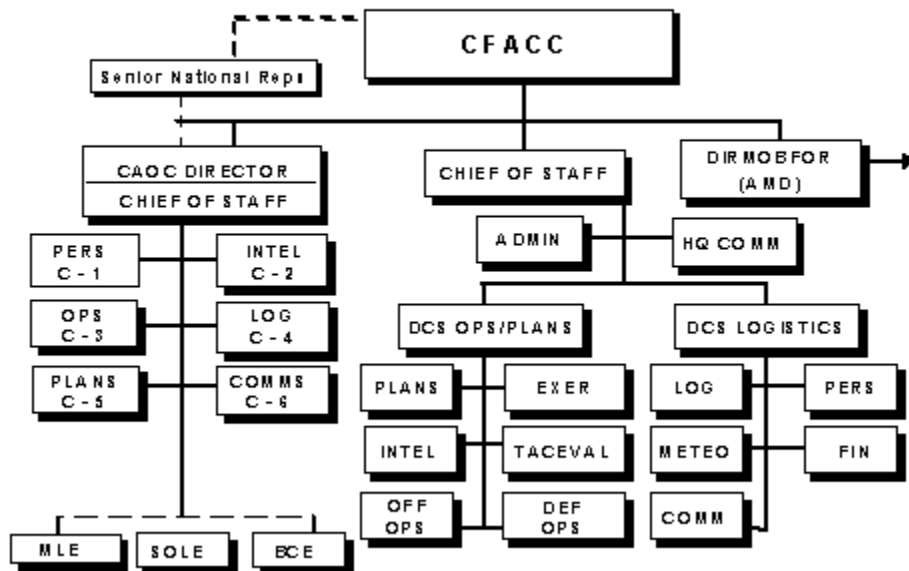 CFACC
Senior National Reps
CAOC DIRECTOR
CHIEF OF STAFF
CHIEF OF STAFF
DIRMOBFOR
(AMD)
ADMIN
HQ COMM
PERS
C-1
INTEL
C-2
OPS
C-3
LOG
C-4
PLANS
C-5
COMMS
C-6
DCS OPS/PLANS
DCS LOGISTICS
PLANS
EXER
LOG
PERS
INTEL
TACEVAL
METEO
FIN
OFF
OPS
DEF
OPS
COMM
MLE
SOLE
BCE